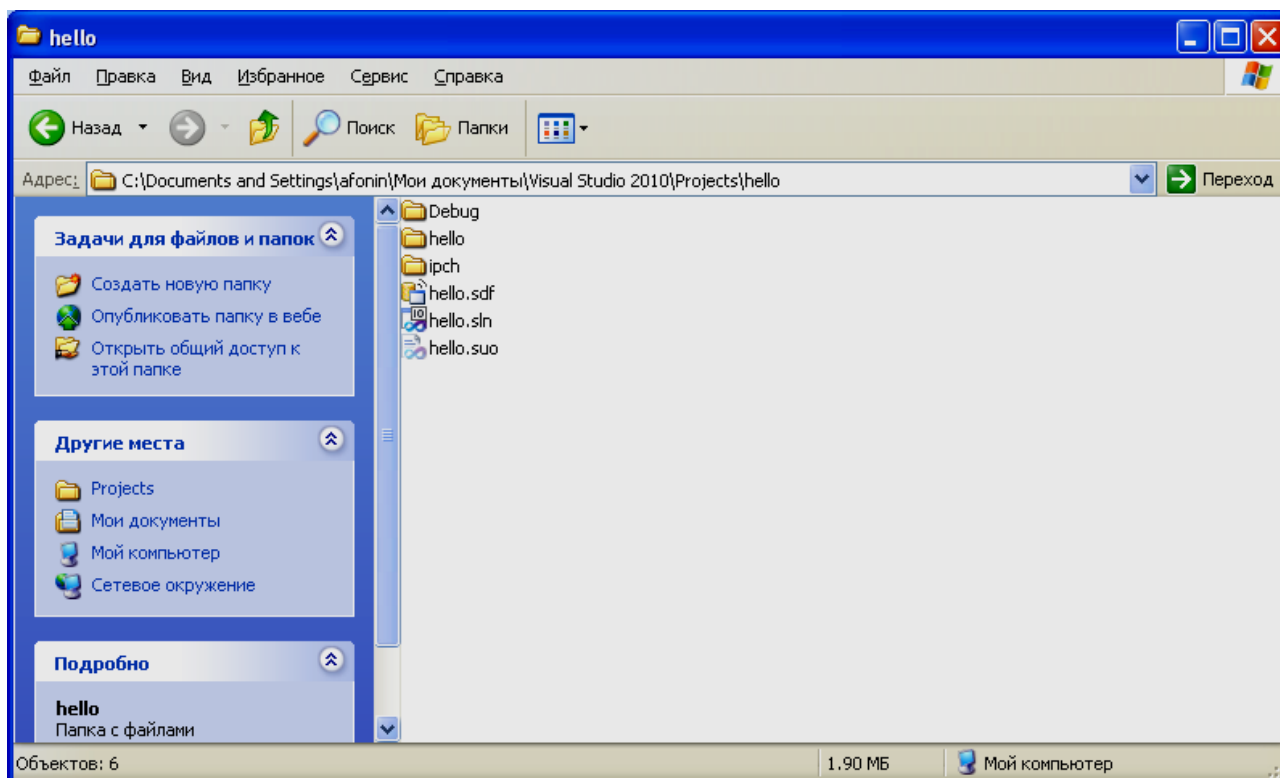 hello
Файл Правка Вид Избранное Сервис Справка
Назад Поиск Папки
Адрес: C:\Documents and Settings\afonin\Мои документы\Visual Studio 2010\Projects\hello Переход
Задачи для файлов и папок
Создать новую папку
Опубликовать папку в вебе
Открыть общий доступ к
этой папке
Другие места
Projects
Мои документы
Мой компьютер
Сетевое окружение
Подробно
hello
Папка с файлами
Debug
hello
ipch
hello.sdf
hello.sln
hello.suo
Объектов: 6 1.90 МБ Мой компьютер